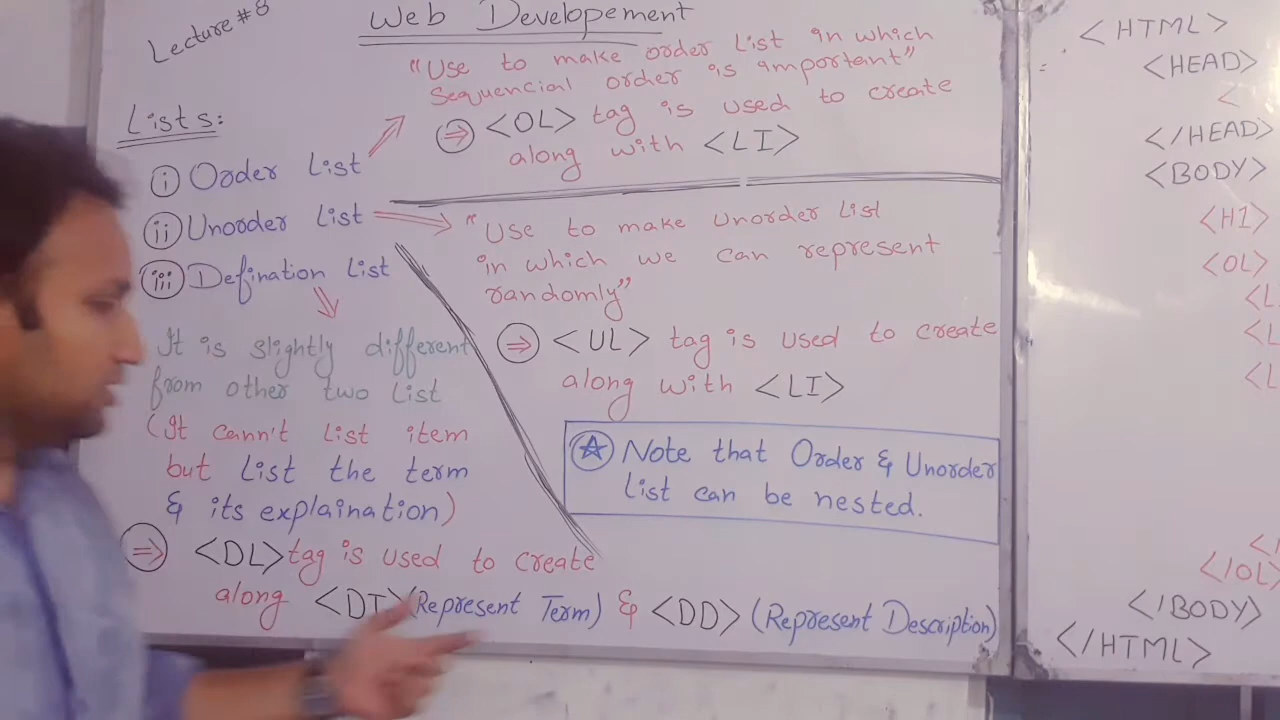 Lecture # 8
Web Developement
Lists:
i Order List
ii Unorder List
iii Defination List
"Use to make order List in which
Sequencial order is important"
⇒ <OL> tag is used to create
along with <LI>
"Use to make Unorder List
in which we can represent
randomly"
⇒ <UL> tag is used to create
along with <LI>
☆ Note that Order & Unorder
List can be nested.
It is slightly different
from other two List
(It cann't List item
but List the term
& its explaination)
⇒ <DL> tag is used to create
along <DT> (Represent Term) & <DD> (Represent Description)
<HTML>
<HEAD>
<
</HEAD>
<BODY>
<H1>
<OL>
<L
<L
<L
</OL>
</BODY>
</HTML>